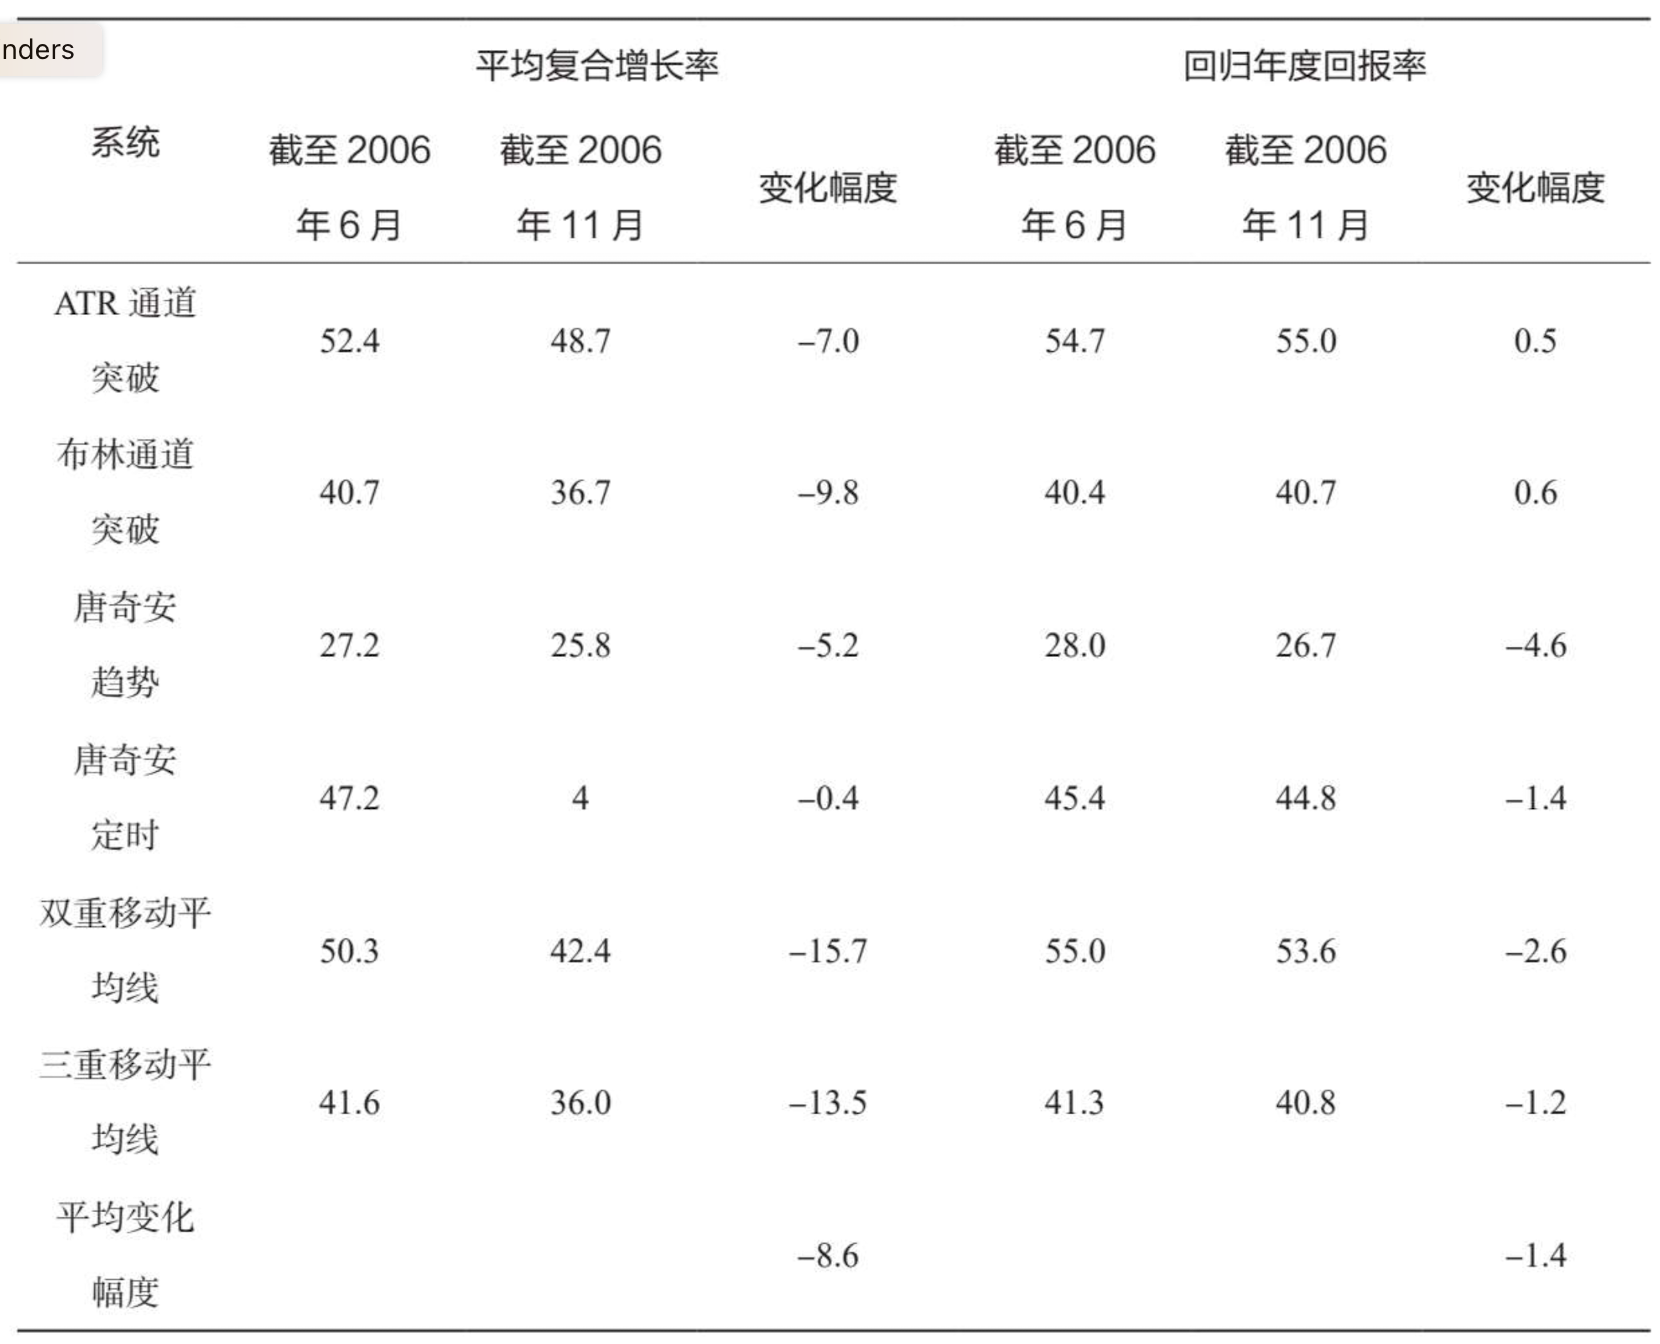 nders
平均复合增长率 回归年度回报率
系统 截至 2006 截至 2006 变化幅度 截至 2006 截至 2006 变化幅度
年 6 月 年 11 月 年 6 月 年 11 月
ATR 通道
突破
52.4 48.7 –7.0 54.7 55.0 0.5
布林通道
突破
40.7 36.7 –9.8 40.4 40.7 0.6
唐奇安
趋势
27.2 25.8 –5.2 28.0 26.7 –4.6
唐奇安
定时
47.2 4 –0.4 45.4 44.8 –1.4
双重移动平
均线
50.3 42.4 –15.7 55.0 53.6 –2.6
三重移动平
均线
41.6 36.0 –13.5 41.3 40.8 –1.2
平均变化
幅度
–8.6 –1.4